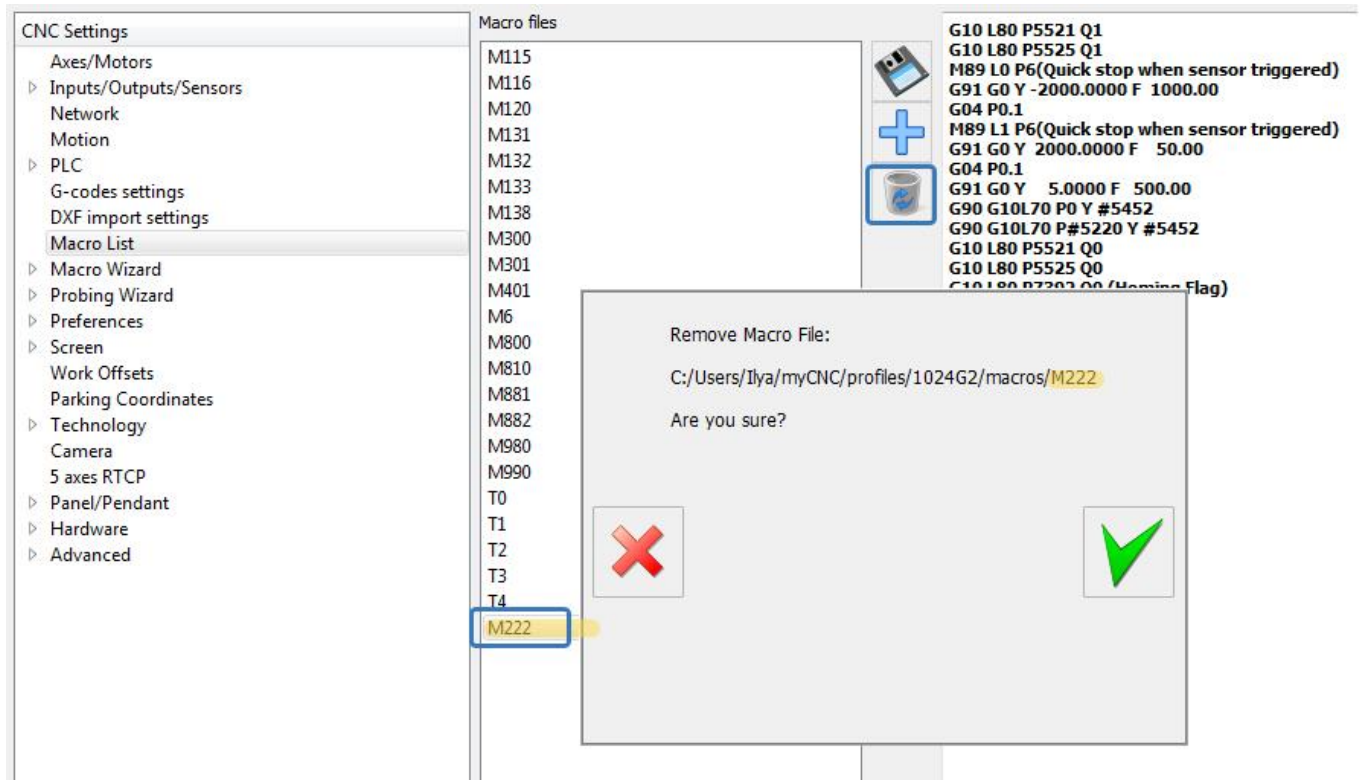 CNC Settings
Axes/Motors
Inputs/Outputs/Sensors
Network
Motion
PLC
G-codes settings
DXF import settings
Macro List
Macro Wizard
Probing Wizard
Preferences
Screen
Work Offsets
Parking Coordinates
Technology
Camera
5 axes RTCP
Panel/Pendant
Hardware
Advanced
Macro files
M115
M116
M120
M131
M132
M133
M138
M300
M301
M401
M6
M800
M810
M881
M882
M980
M990
T0
T1
T2
T3
T4
M222
G10 L80 P5521 Q1
G10 L80 P5525 Q1
M89 L0 P6(Quick stop when sensor triggered)
G91 G0 Y -2000.0000 F 1000.00
G04 P0.1
M89 L1 P6(Quick stop when sensor triggered)
G91 G0 Y 2000.0000 F 50.00
G04 P0.1
G91 G0 Y 5.0000 F 500.00
G90 G10L70 P0 Y #5452
G90 G10L70 P#5220 Y #5452
G10 L80 P5521 Q0
G10 L80 P5525 Q0
G10 L80 P7392 Q0 (Homing Flag)
Remove Macro File:
C:/Users/Ilya/myCNC/profiles/1024G2/macros/M222
Are you sure?